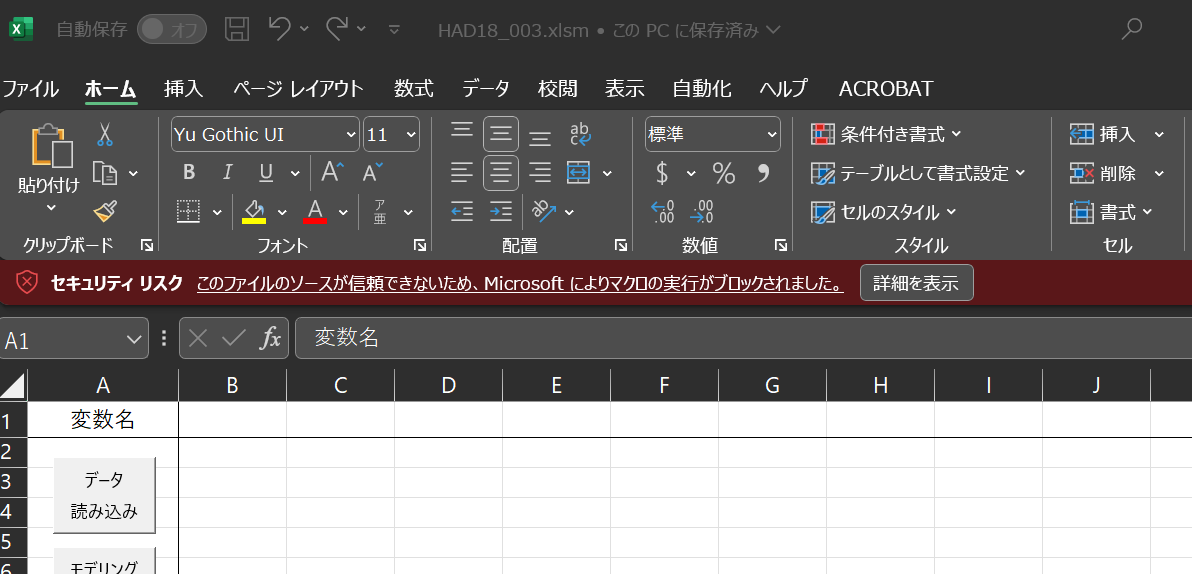 自動保存 オフ HAD18_003.xlsm • この PC に保存済み
ファイル ホーム 挿入 ページ レイアウト 数式 データ 校閲 表示 自動化 ヘルプ ACROBAT
貼り付け
クリップボード
Yu Gothic UI 11
B I U A A
A ア亜
フォント
ab
配置
標準
$ % 9
←0 .00 .00 →0
数値
条件付き書式
テーブルとして書式設定
セルのスタイル
スタイル
挿入
削除
書式
セル
セキュリティ リスク このファイルのソースが信頼できないため、Microsoft によりマクロの実行がブロックされました。 詳細を表示
A1 fx 変数名
A B C D E F G H I J
1 変数名
2
3 データ
4 読み込み
5
6 モデリング